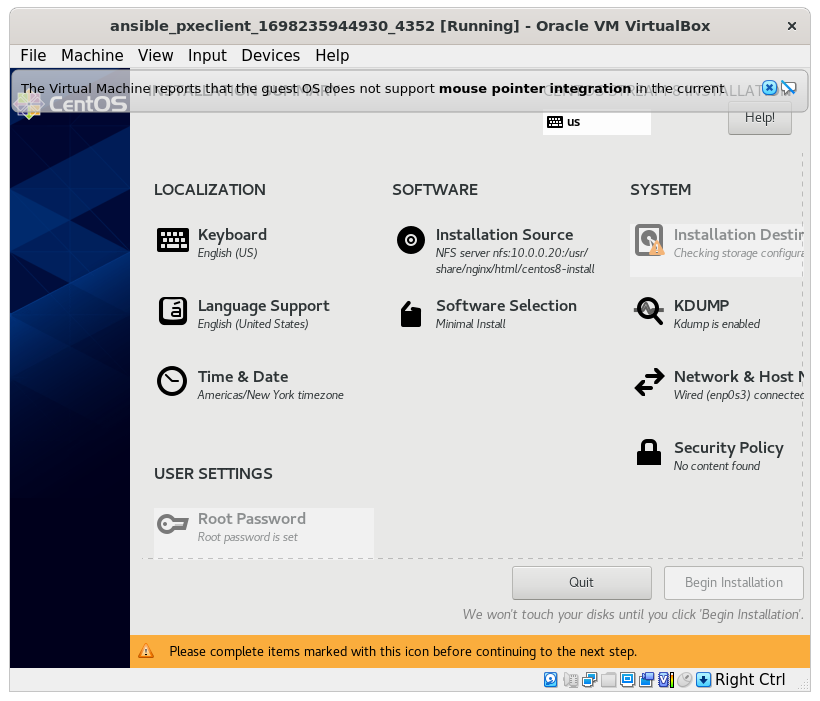 ansible_pxeclient_1698235944930_4352 [Running] - Oracle VM VirtualBox
File Machine View Input Devices Help
The Virtual Machine reports that the guest OS does not support mouse pointer integration in the current
CentOS
us
Help!
LOCALIZATION
Keyboard
English (US)
Language Support
English (United States)
Time & Date
Americas/New York timezone
SOFTWARE
Installation Source
NFS server nfs:10.0.0.20:/usr/
share/nginx/html/centos8-install
Software Selection
Minimal Install
SYSTEM
Installation Destin
Checking storage configura
KDUMP
Kdump is enabled
Network & Host N
Wired (enp0s3) connected
Security Policy
No content found
USER SETTINGS
Root Password
Root password is set
Quit
Begin Installation
We won't touch your disks until you click 'Begin Installation'.
Please complete items marked with this icon before continuing to the next step.
Right Ctrl